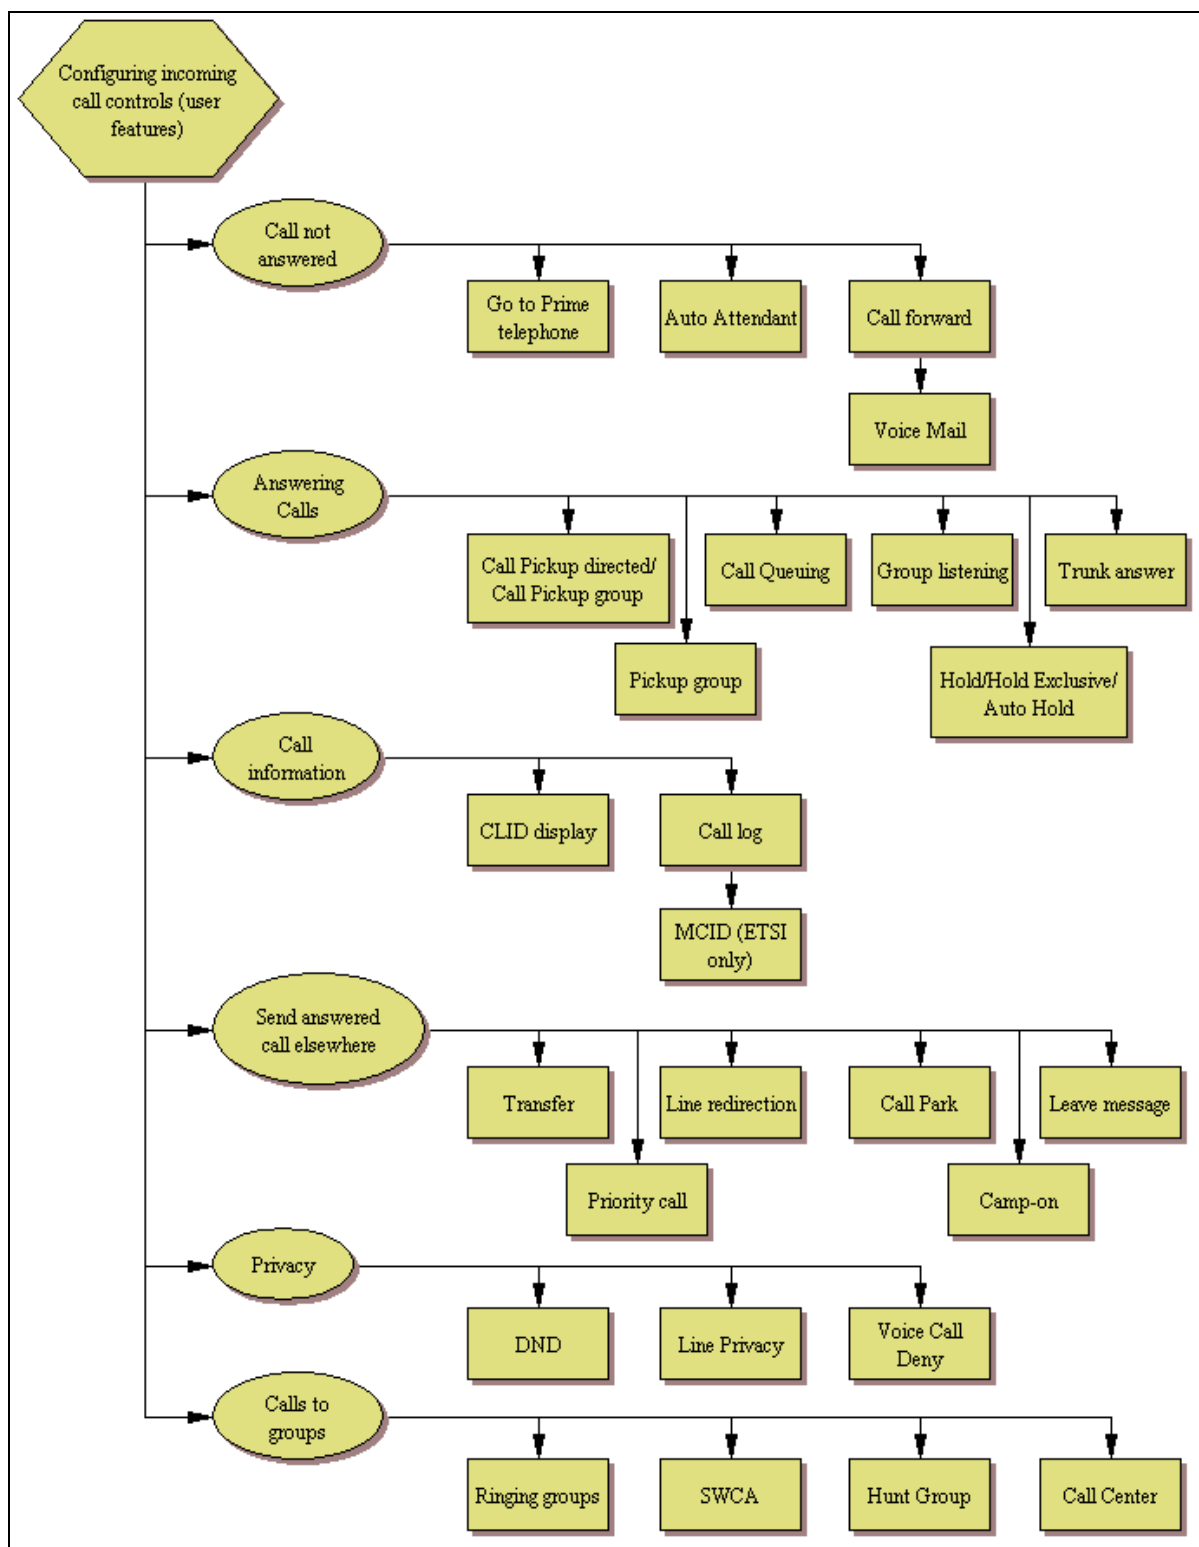 Configuring incoming
call controls (user
features)
Call not
answered
Go to Prime
telephone
Auto Attendant
Call forward
Voice Mail
Answering
Calls
Call Pickup directed/
Call Pickup group
Call Queuing
Group listening
Trunk answer
Pickup group
Hold/Hold Exclusive/
Auto Hold
Call
information
CLID display
Call log
MCID (ETSI
only)
Send answered
call elsewhere
Transfer
Line redirection
Call Park
Leave message
Priority call
Camp-on
Privacy
DND
Line Privacy
Voice Call
Deny
Calls to
groups
Ringing groups
SWCA
Hunt Group
Call Center